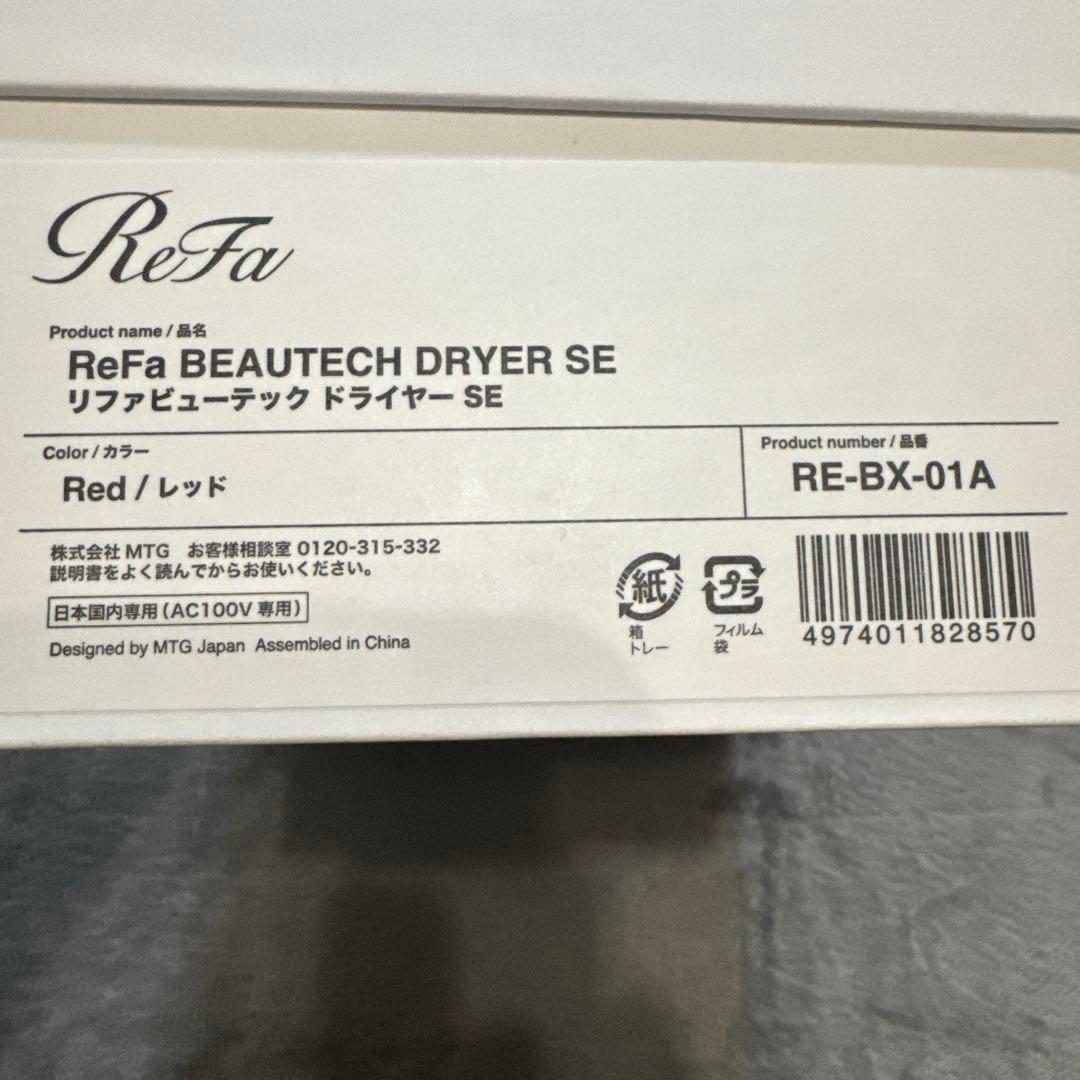 ReFa
Product name / 品名
ReFa BEAUTECH DRYER SE
リファビューテック ドライヤー SE
Color / カラー
Red / レッド
Product number / 品番
RE-BX-01A
株式会社 MTG お客様相談室 0120-315-332
説明書をよく読んでからお使いください。
日本国内専用(AC100V 専用)
Designed by MTG Japan Assembled in China
紙
箱
トレー
プラ
フィルム
袋
4974011828570